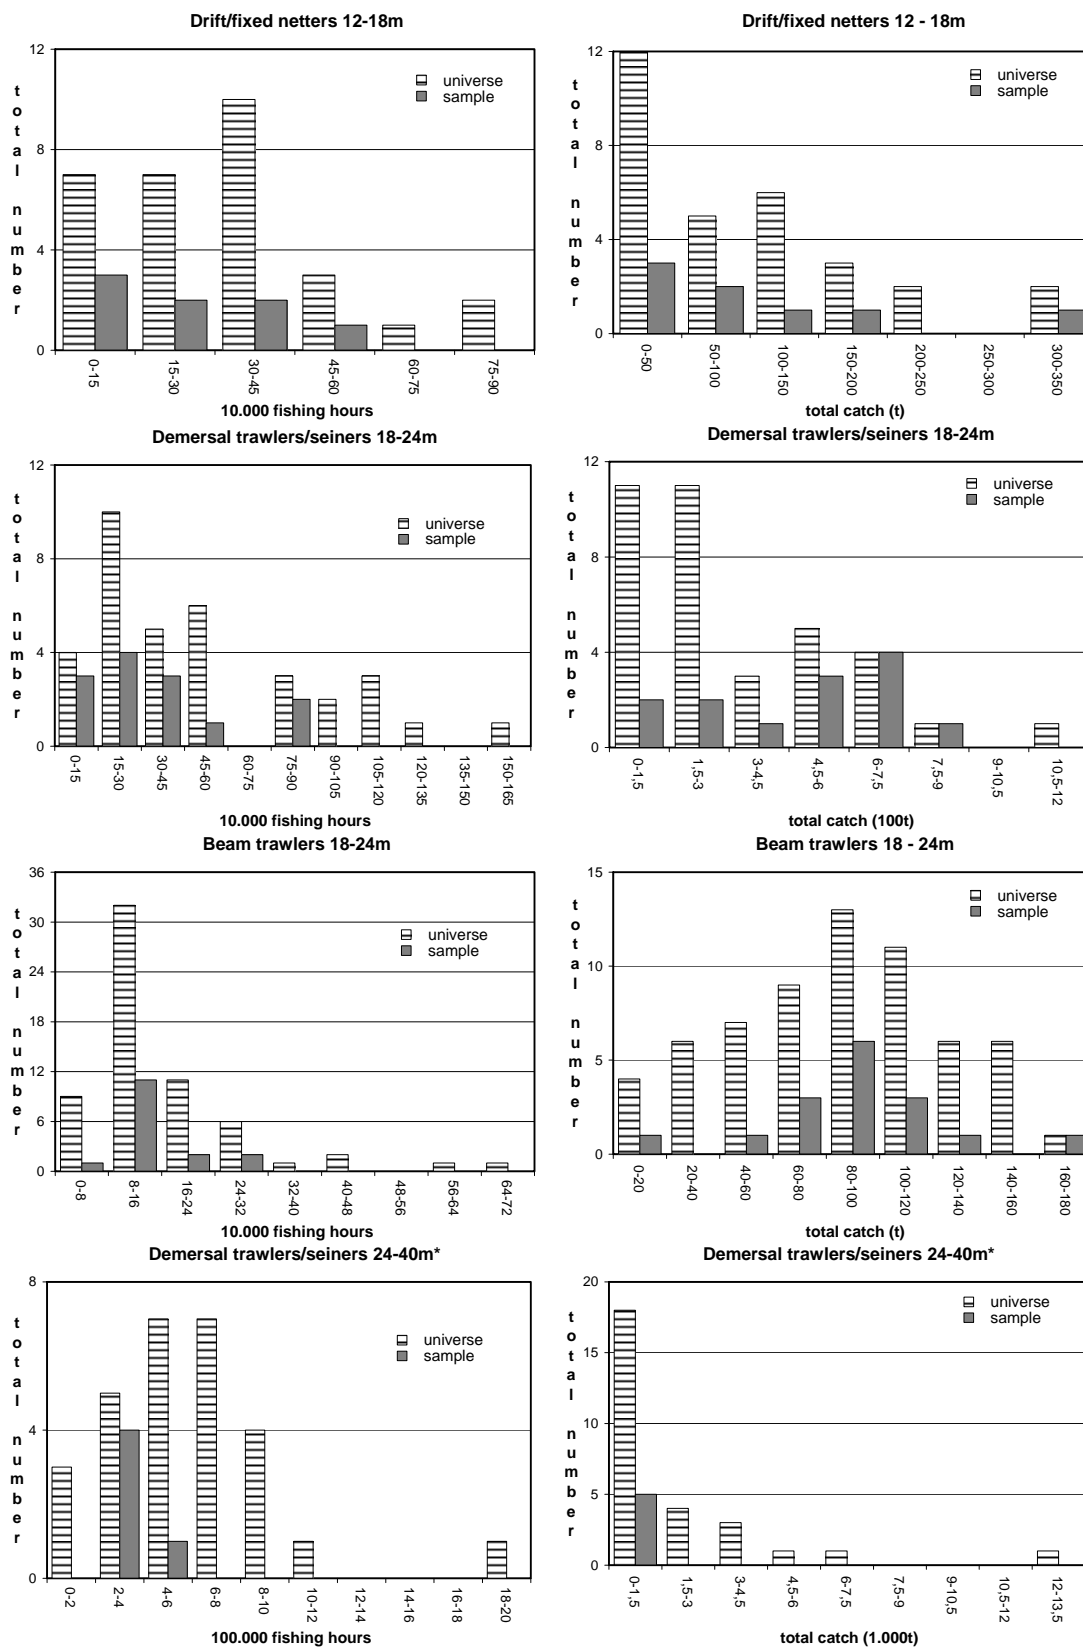 Drift/fixed netters 12-18m
total number
12
8
4
0
universe
sample
0-15
15-30
30-45
45-60
60-75
75-90
10.000 fishing hours
Drift/fixed netters 12 - 18m
total number
12
8
4
0
universe
sample
0-50
50-100
100-150
150-200
200-250
250-300
300-350
total catch (t)
Demersal trawlers/seiners 18-24m
total number
12
8
4
0
universe
sample
0-15
15-30
30-45
45-60
60-75
75-90
90-105
105-120
120-135
135-150
150-165
10.000 fishing hours
Demersal trawlers/seiners 18-24m
total number
12
8
4
0
universe
sample
0-1,5
1,5-3
3-4,5
4,5-6
6-7,5
7,5-9
9-10,5
10,5-12
total catch (100t)
Beam trawlers 18-24m
total number
36
30
24
18
12
6
0
universe
sample
0-8
8-16
16-24
24-32
32-40
40-48
48-56
56-64
64-72
10.000 fishing hours
Beam trawlers 18 - 24m
total number
15
10
5
0
universe
sample
0-20
20-40
40-60
60-80
80-100
100-120
120-140
140-160
160-180
total catch (t)
Demersal trawlers/seiners 24-40m*
total number
8
4
0
universe
sample
0-2
2-4
4-6
6-8
8-10
10-12
12-14
14-16
16-18
18-20
100.000 fishing hours
Demersal trawlers/seiners 24-40m*
total number
20
15
10
5
0
universe
sample
0-1,5
1,5-3
3-4,5
4,5-6
6-7,5
7,5-9
9-10,5
10,5-12
12-13,5
total catch (1.000t)